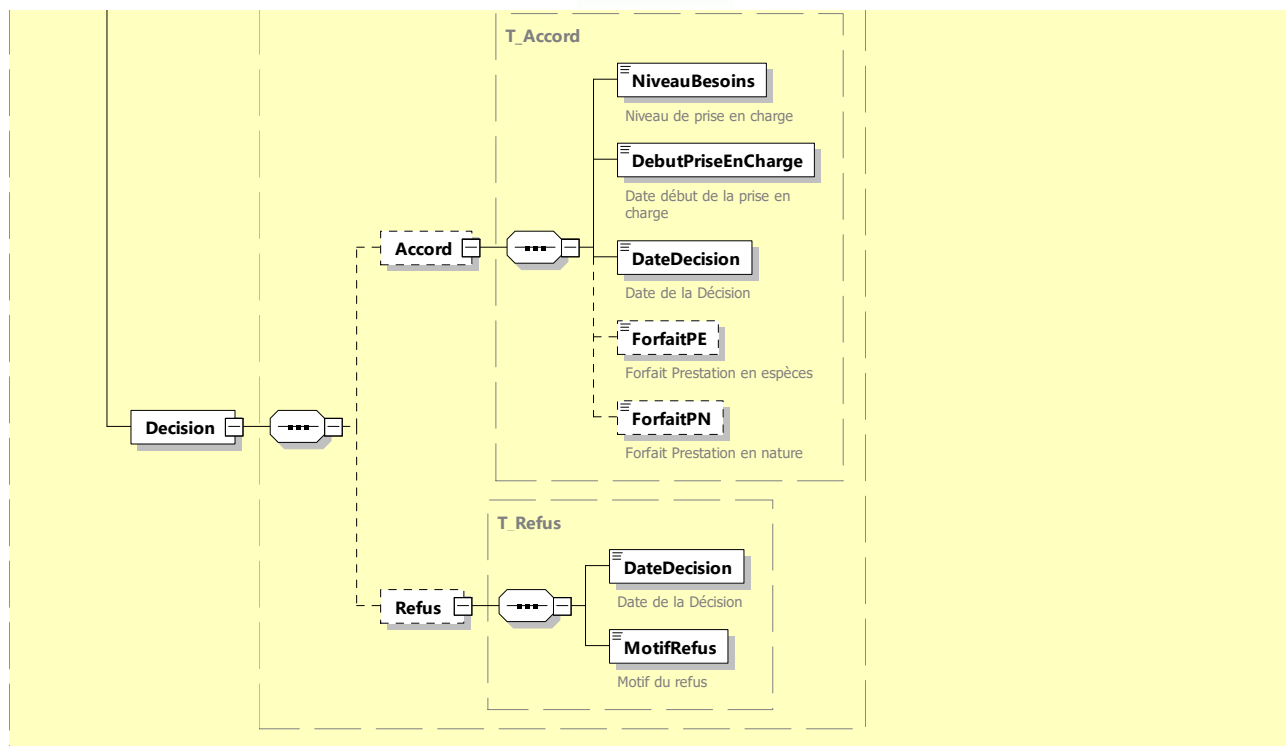 T_Accord
NiveauBesoins
Niveau de prise en charge
DebutPriseEnCharge
Date début de la prise en
charge
Accord
DateDecision
Date de la Décision
ForfaitPE
Forfait Prestation en espèces
ForfaitPN
Forfait Prestation en nature
Decision
T_Refus
DateDecision
Date de la Décision
Refus
MotifRefus
Motif du refus